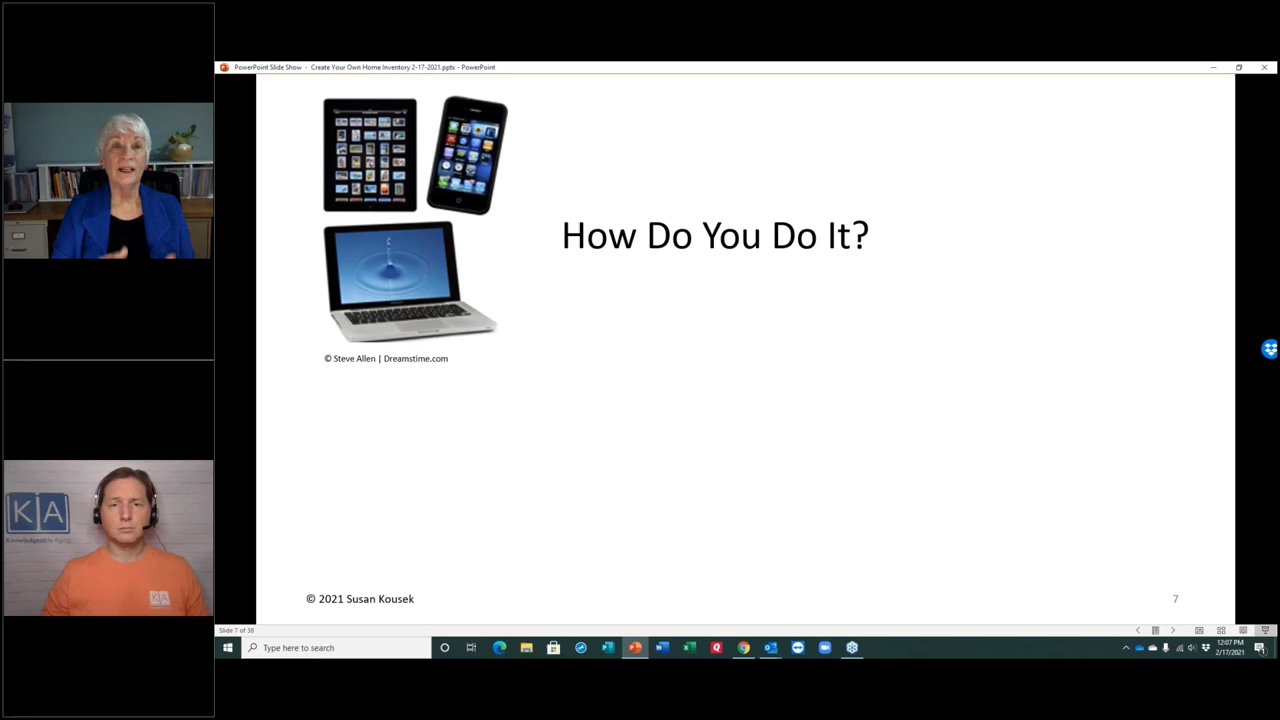 PowerPoint Slide Show - Create Your Own Home Inventory 2-17-2021.pptx - PowerPoint
How Do You Do It?
© Steve Allen | Dreamstime.com
K A
Knowledgeable Aging
KA
© 2021 Susan Kousek
7
Slide 7 of 38
Type here to search
12:07 PM
2/17/2021